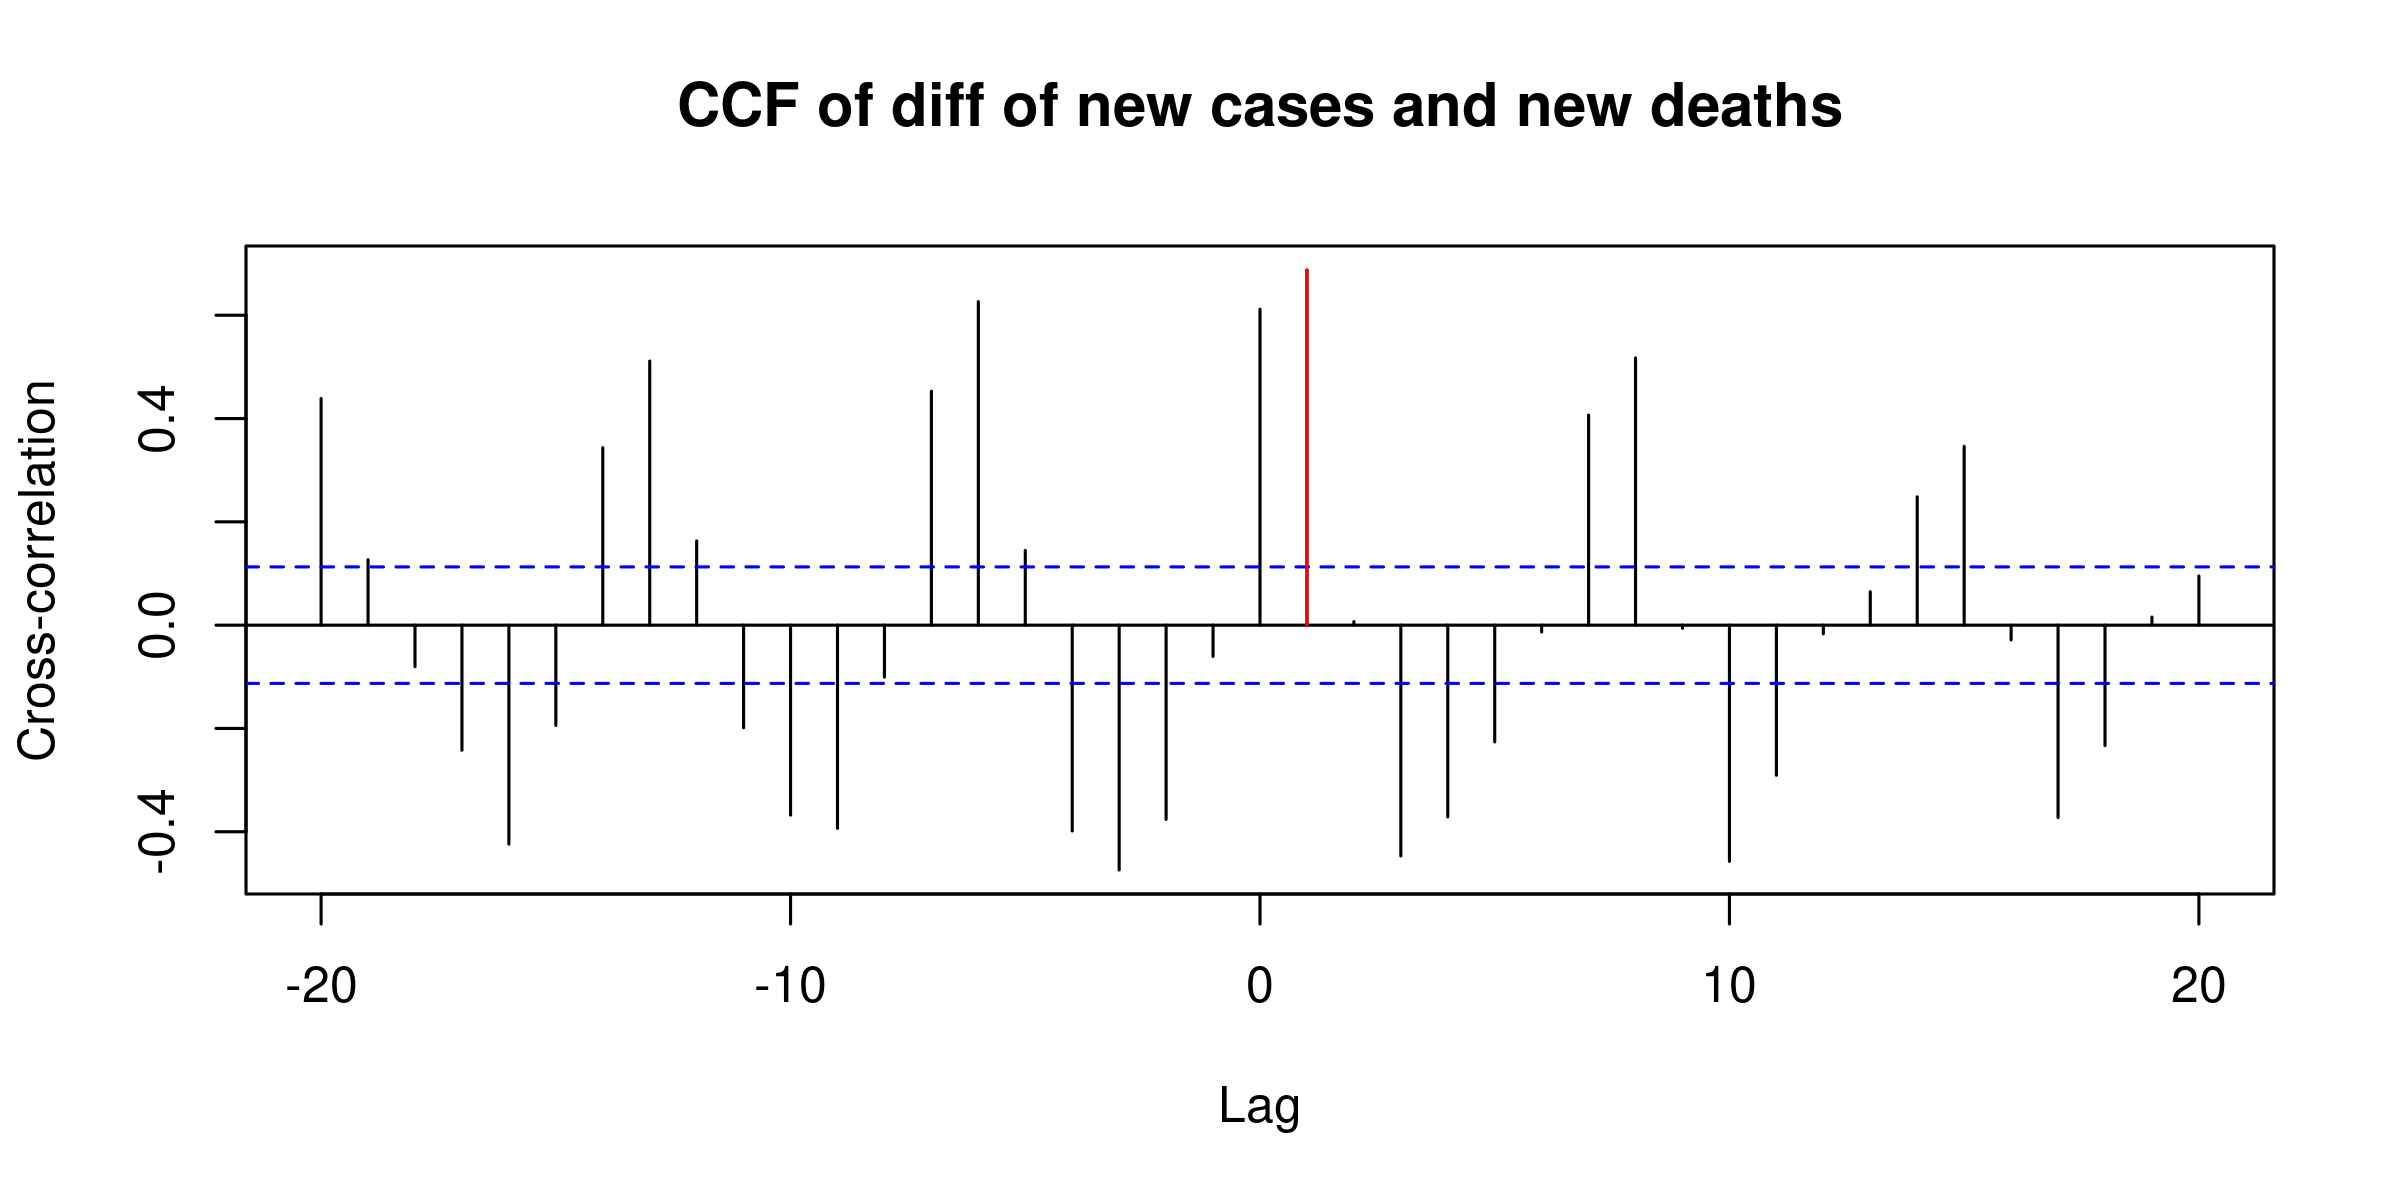 CCF of diff of new cases and new deaths
Cross-correlation
0.4
0.0
-0.4
-20 -10 0 10 20
Lag